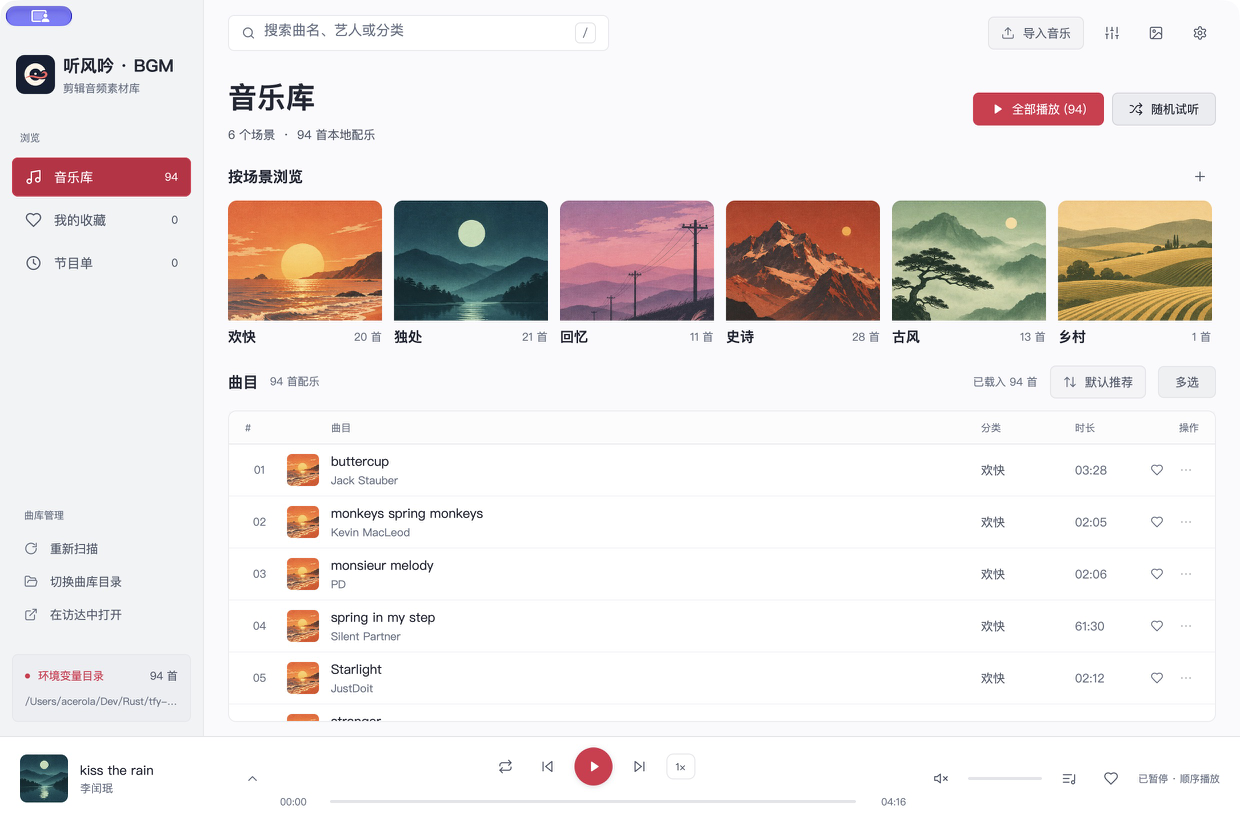 听风吟 · BGM
剪辑音频素材库
浏览
音乐库 94
我的收藏 0
节目单 0
曲库管理
重新扫描
切换曲库目录
在访达中打开
环境变量目录 94 首
/Users/acerola/Dev/Rust/tfy-...
搜索曲名、艺人或分类 /
导入音乐
音乐库
6 个场景 · 94 首本地配乐
全部播放 (94)
随机试听
按场景浏览
欢快 20 首
独处 21 首
回忆 11 首
史诗 28 首
古风 13 首
乡村 1 首
曲目 94 首配乐
已载入 94 首
默认推荐
多选
# 曲目 分类 时长 操作
01 buttercup 欢快 03:28
Jack Stauber
02 monkeys spring monkeys 欢快 02:05
Kevin MacLeod
03 monsieur melody 欢快 02:06
PD
04 spring in my step 欢快 61:30
Silent Partner
05 Starlight 欢快 02:12
JustDoit
stranger
kiss the rain
李闰珉
1x
00:00
04:16
已暂停 · 顺序播放